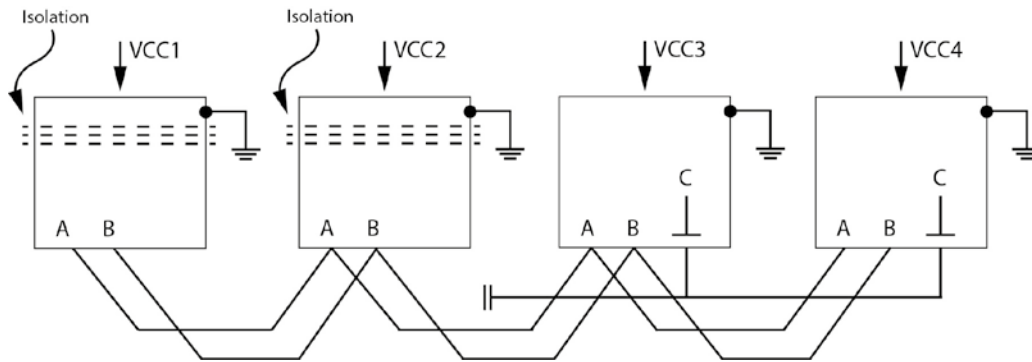 Isolation
Isolation
VCC1
VCC2
VCC3
VCC4
C
C
A B
A B
A B
A B